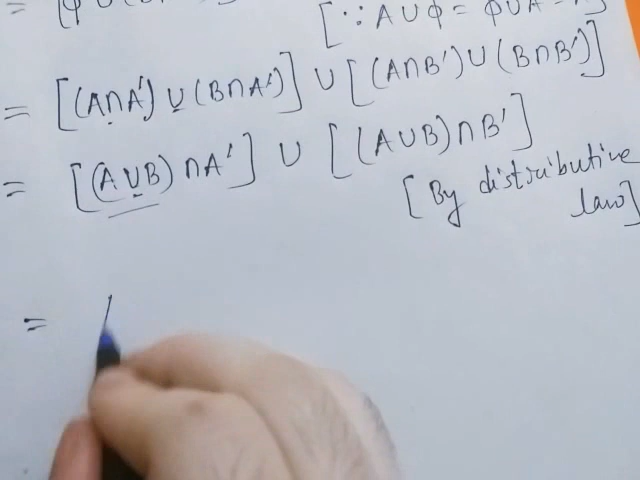 = [φ ∪ (B
[∵ A ∪ φ = φ ∪ A
= [(A∩A') ∪ (B∩A')] ∪ [(A∩B') ∪ (B∩B')]
= [(A∪B) ∩A'] ∪ [(A∪B)∩B']
[By distributive
law]
=